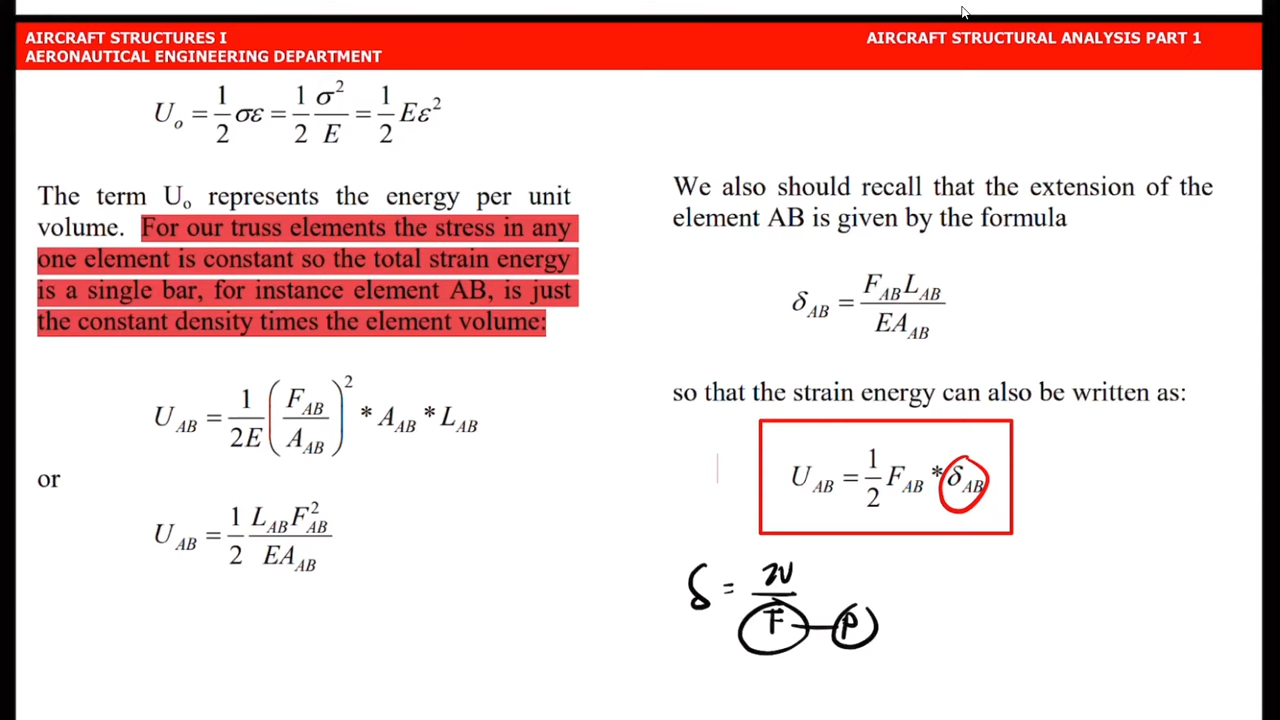 AIRCRAFT STRUCTURES I
AERONAUTICAL ENGINEERING DEPARTMENT
AIRCRAFT STRUCTURAL ANALYSIS PART 1
U_o = 1/2 σε = 1/2 σ²/E = 1/2 Eε²
The term U_o represents the energy per unit
volume. For our truss elements the stress in any
one element is constant so the total strain energy
is a single bar, for instance element AB, is just
the constant density times the element volume:
U_AB = 1/2E (F_AB/A_AB)² * A_AB * L_AB
or
U_AB = 1/2 L_AB F²_AB/EA_AB
We also should recall that the extension of the
element AB is given by the formula
δ_AB = F_AB L_AB/EA_AB
so that the strain energy can also be written as:
U_AB = 1/2 F_AB * δ_AB
δ = 2U/F - P